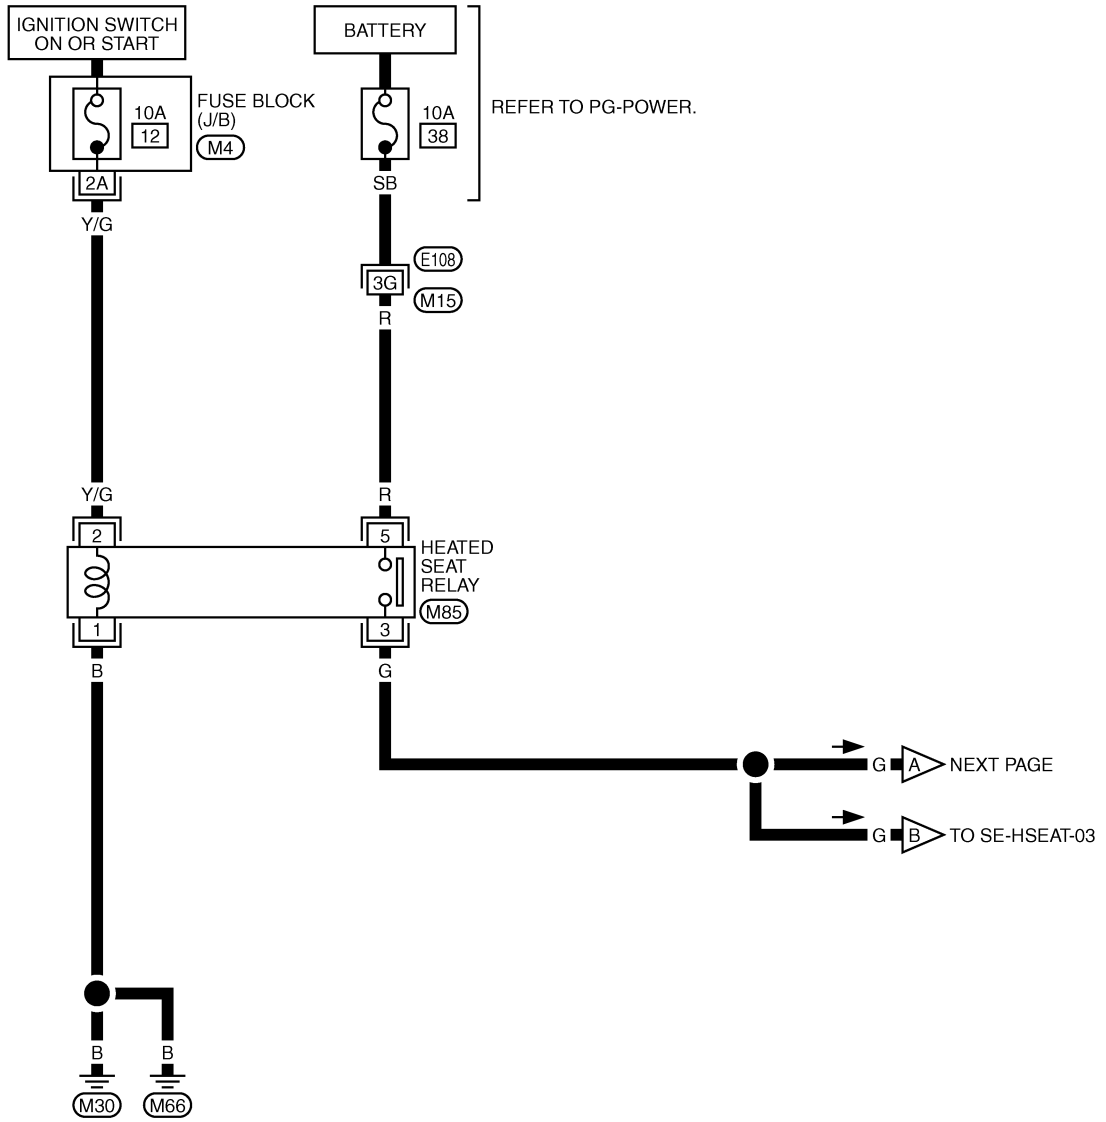 IGNITION SWITCH
ON OR START
BATTERY
10A
12
FUSE BLOCK
(J/B)
M4
10A
38
REFER TO PG-POWER.
2A
SB
Y/G
E108
3G
M15
R
Y/G
R
2
5
HEATED
SEAT
RELAY
M85
1
3
B
G
G
A
NEXT PAGE
G
B
TO SE-HSEAT-03
B
B
M30
M66